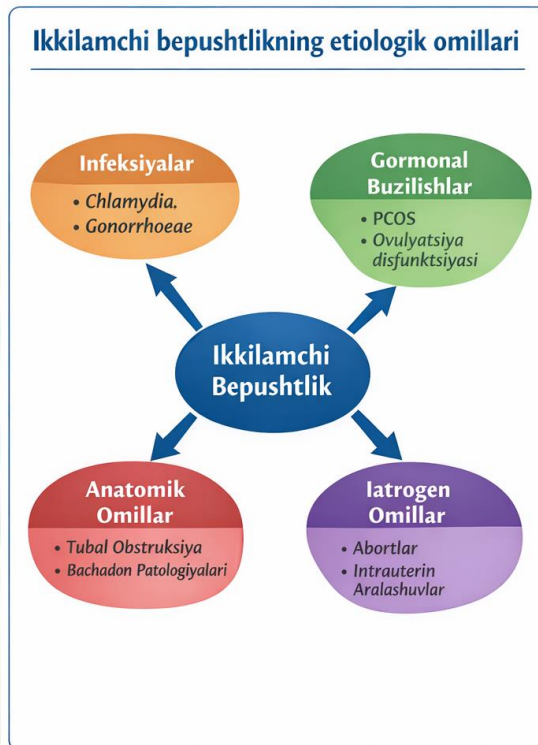 Ikkilamchi bepushtlikning etiologik omillari
Infeksiyalar
• Chlamydia.
• Gonorrhoeae
Gormonal
Buzilishlar
• PCOS
• Ovulyatsiya
disfunktsiyasi
Ikkilamchi
Bepushtlik
Anatomik
Omillar
• Tubal Obstruksiya
• Bachadon Patologiyalari
Iatrogen
Omillar
• Abortlar
• Intrauterin
Aralashuvlar